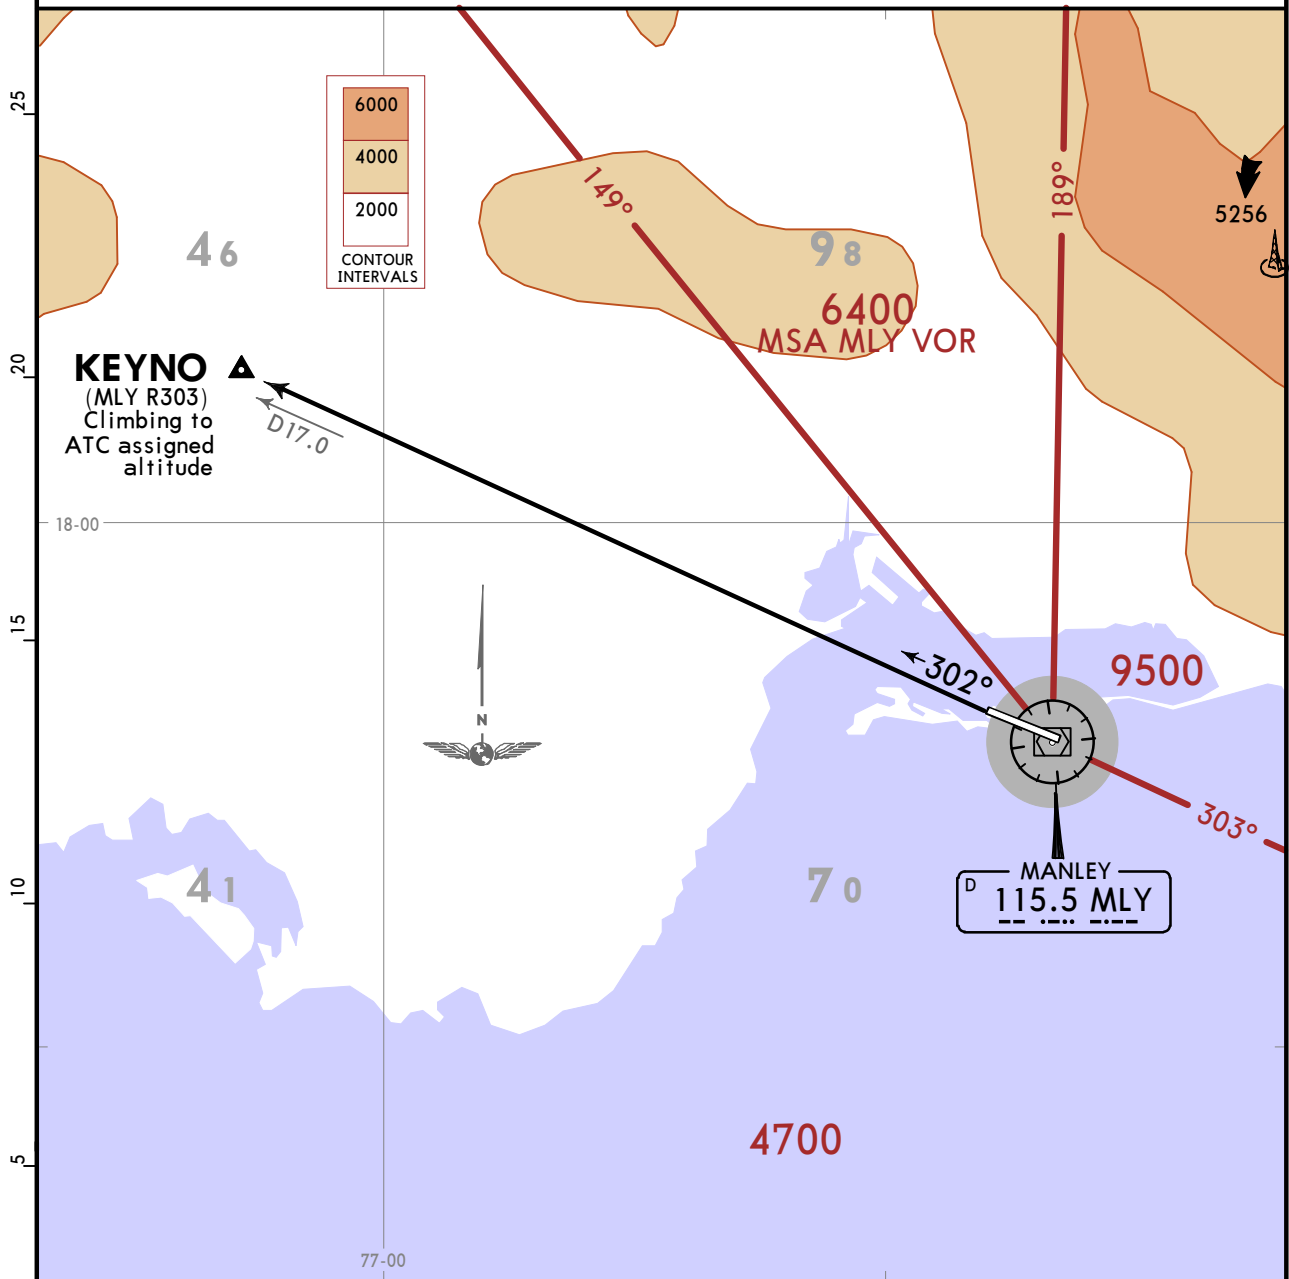 25
6000
4000
2000
CONTOUR
INTERVALS
149°
189°
5256
46
98
6400
MSA MLY VOR
20
KEYNO
(MLY R303)
Climbing to
ATC assigned
altitude
D17.0
18-00
15
302°
9500
N
303°
41
70
10
MANLEY
D 115.5 MLY
5
4700
77-00